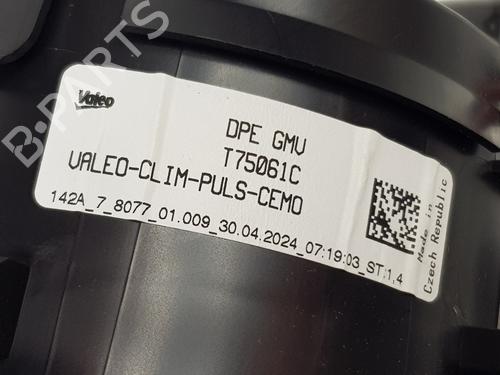 B-PARTS
Valeo
DPE GMV
T75061C
VALEO-CLIM-PULS-CEMO
142A_7_8077_01.009_30.04.2024_07:19:03_ST:1,4
Made in
Czech Republic